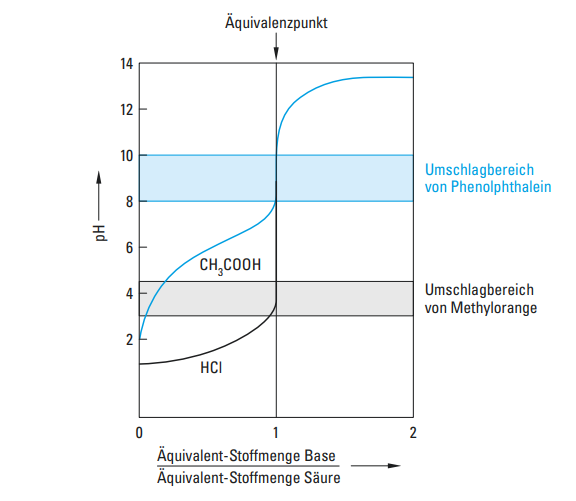 Äquivalenzpunkt
14
12
10
8
6
4
2
pH
Umschlagbereich
von Phenolphthalein
CH3COOH
Umschlagbereich
von Methylorange
HCl
0
1
2
Äquivalent-Stoffmenge Base
Äquivalent-Stoffmenge Säure